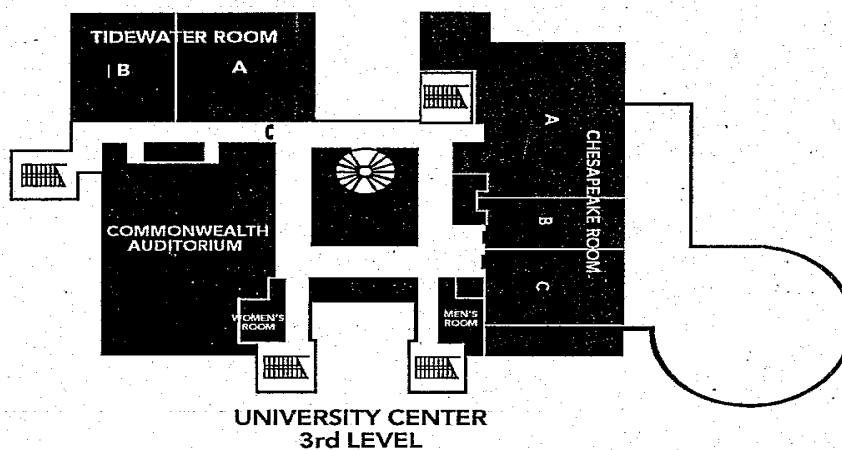 TIDEWATER ROOM
B
A
A
CHESAPEAKE ROOM
B
C
COMMONWEALTH
AUDITORIUM
WOMEN'S
ROOM
MEN'S
ROOM
UNIVERSITY CENTER
3rd LEVEL